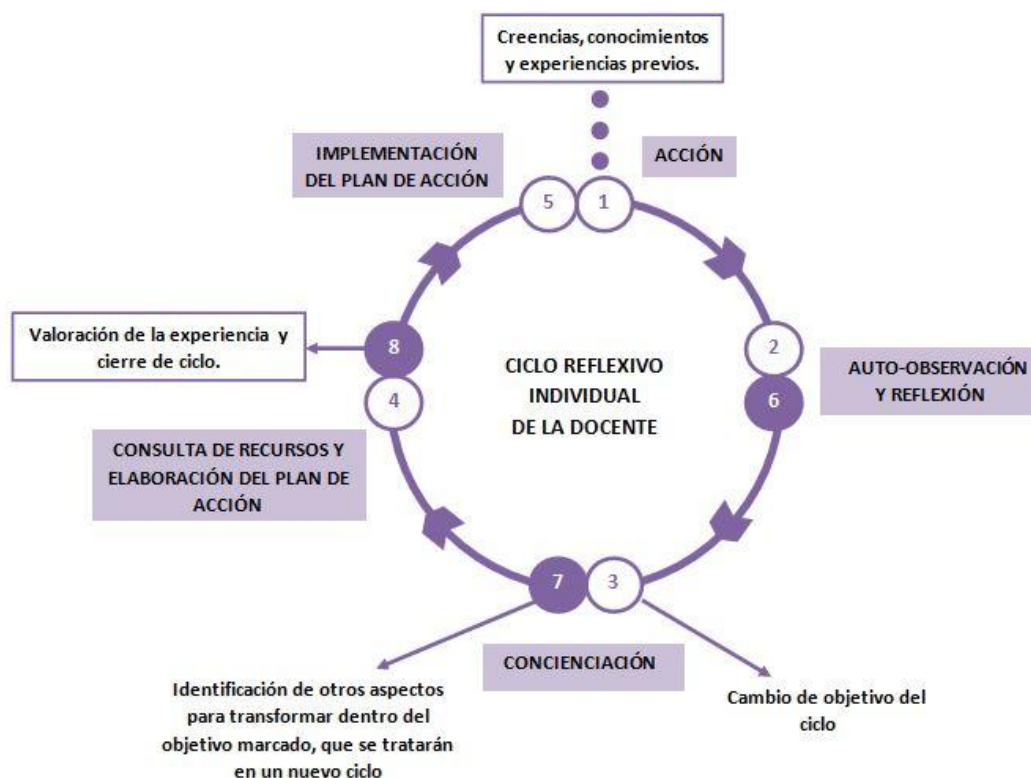 Creencias, conocimientos
y experiencias previos.
IMPLEMENTACIÓN
DEL PLAN DE ACCIÓN
ACCIÓN
5
1
Valoración de la experiencia y
cierre de ciclo.
8
4
CICLO REFLEXIVO
INDIVIDUAL
DE LA DOCENTE
2
6
AUTO-OBSERVACIÓN
Y REFLEXIÓN
CONSULTA DE RECURSOS Y
ELABORACIÓN DEL PLAN DE
ACCIÓN
7
3
CONCIENCIACIÓN
Identificación de otros aspectos
para transformar dentro del
objetivo marcado, que se tratarán
en un nuevo ciclo
Cambio de objetivo del
ciclo